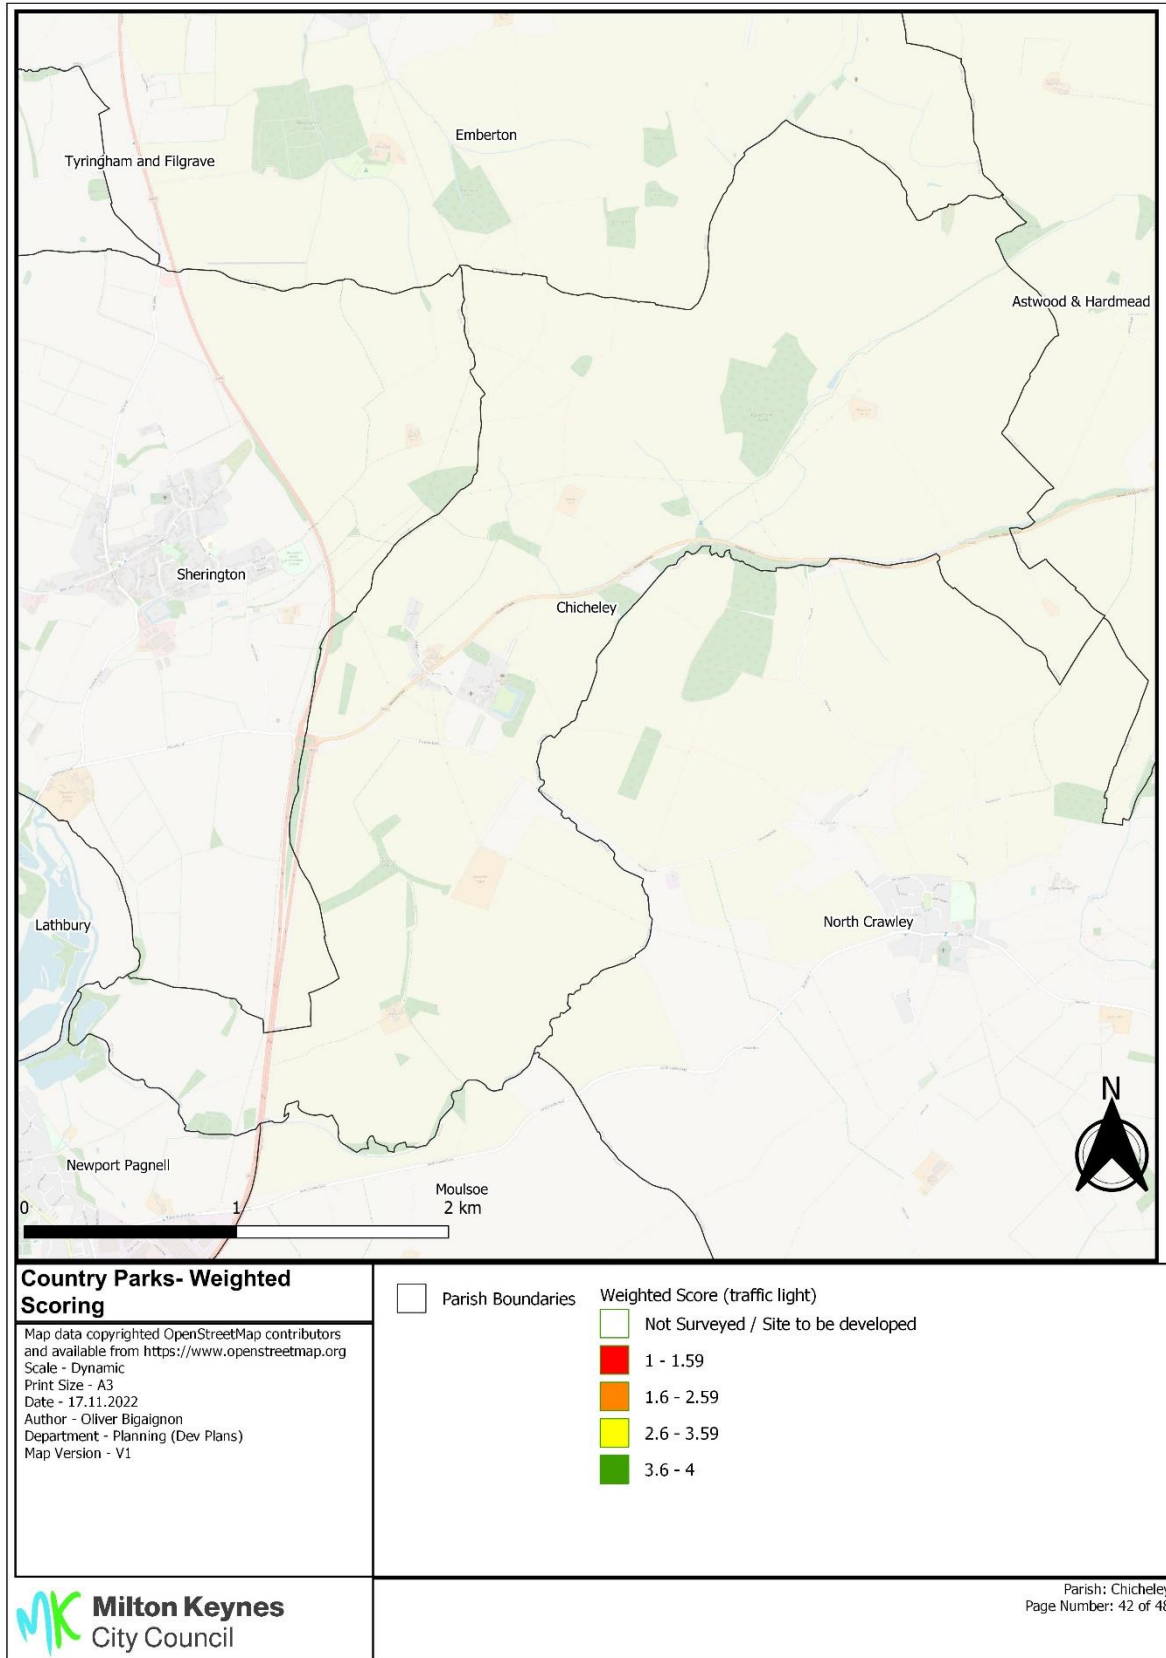 Emberton
Tyringham and Filgrave
Astwood & Hardmead
Sherington
Chicheley
Lathbury
North Crawley
Newport Pagnell
Moulsoe
0 1 2 km
N
Country Parks- Weighted
Scoring
Map data copyrighted OpenStreetMap contributors
and available from https://www.openstreetmap.org
Scale - Dynamic
Print Size - A3
Date - 17.11.2022
Author - Oliver Bigaignon
Department - Planning (Dev Plans)
Map Version - V1
Parish Boundaries
Weighted Score (traffic light)
Not Surveyed / Site to be developed
1 - 1.59
1.6 - 2.59
2.6 - 3.59
3.6 - 4
MK Milton Keynes
City Council
Parish: Chicheley
Page Number: 42 of 48